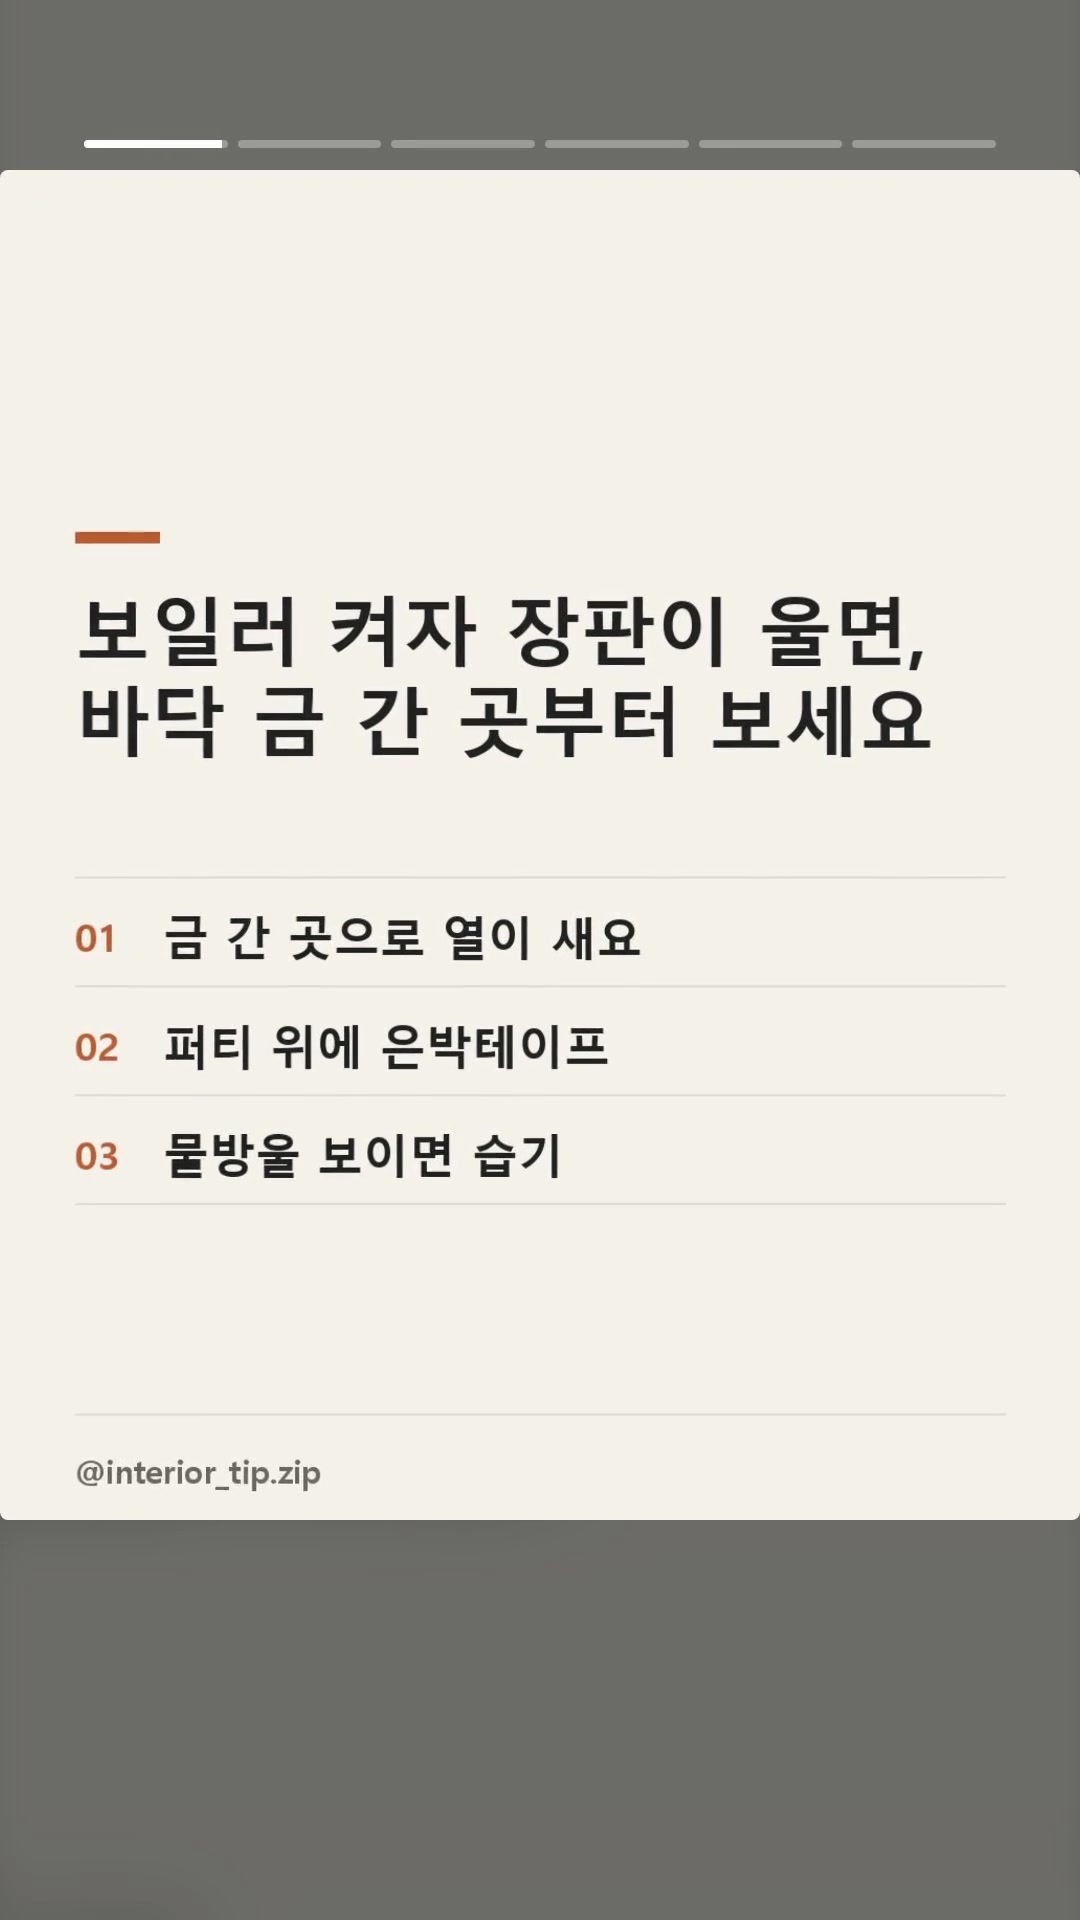 보일러 켜자 장판이 울면,
바닥 금 간 곳부터 보세요
01 금 간 곳으로 열이 새요
02 퍼티 위에 은박테이프
03 물방울 보이면 습기
@interior_tip.zip